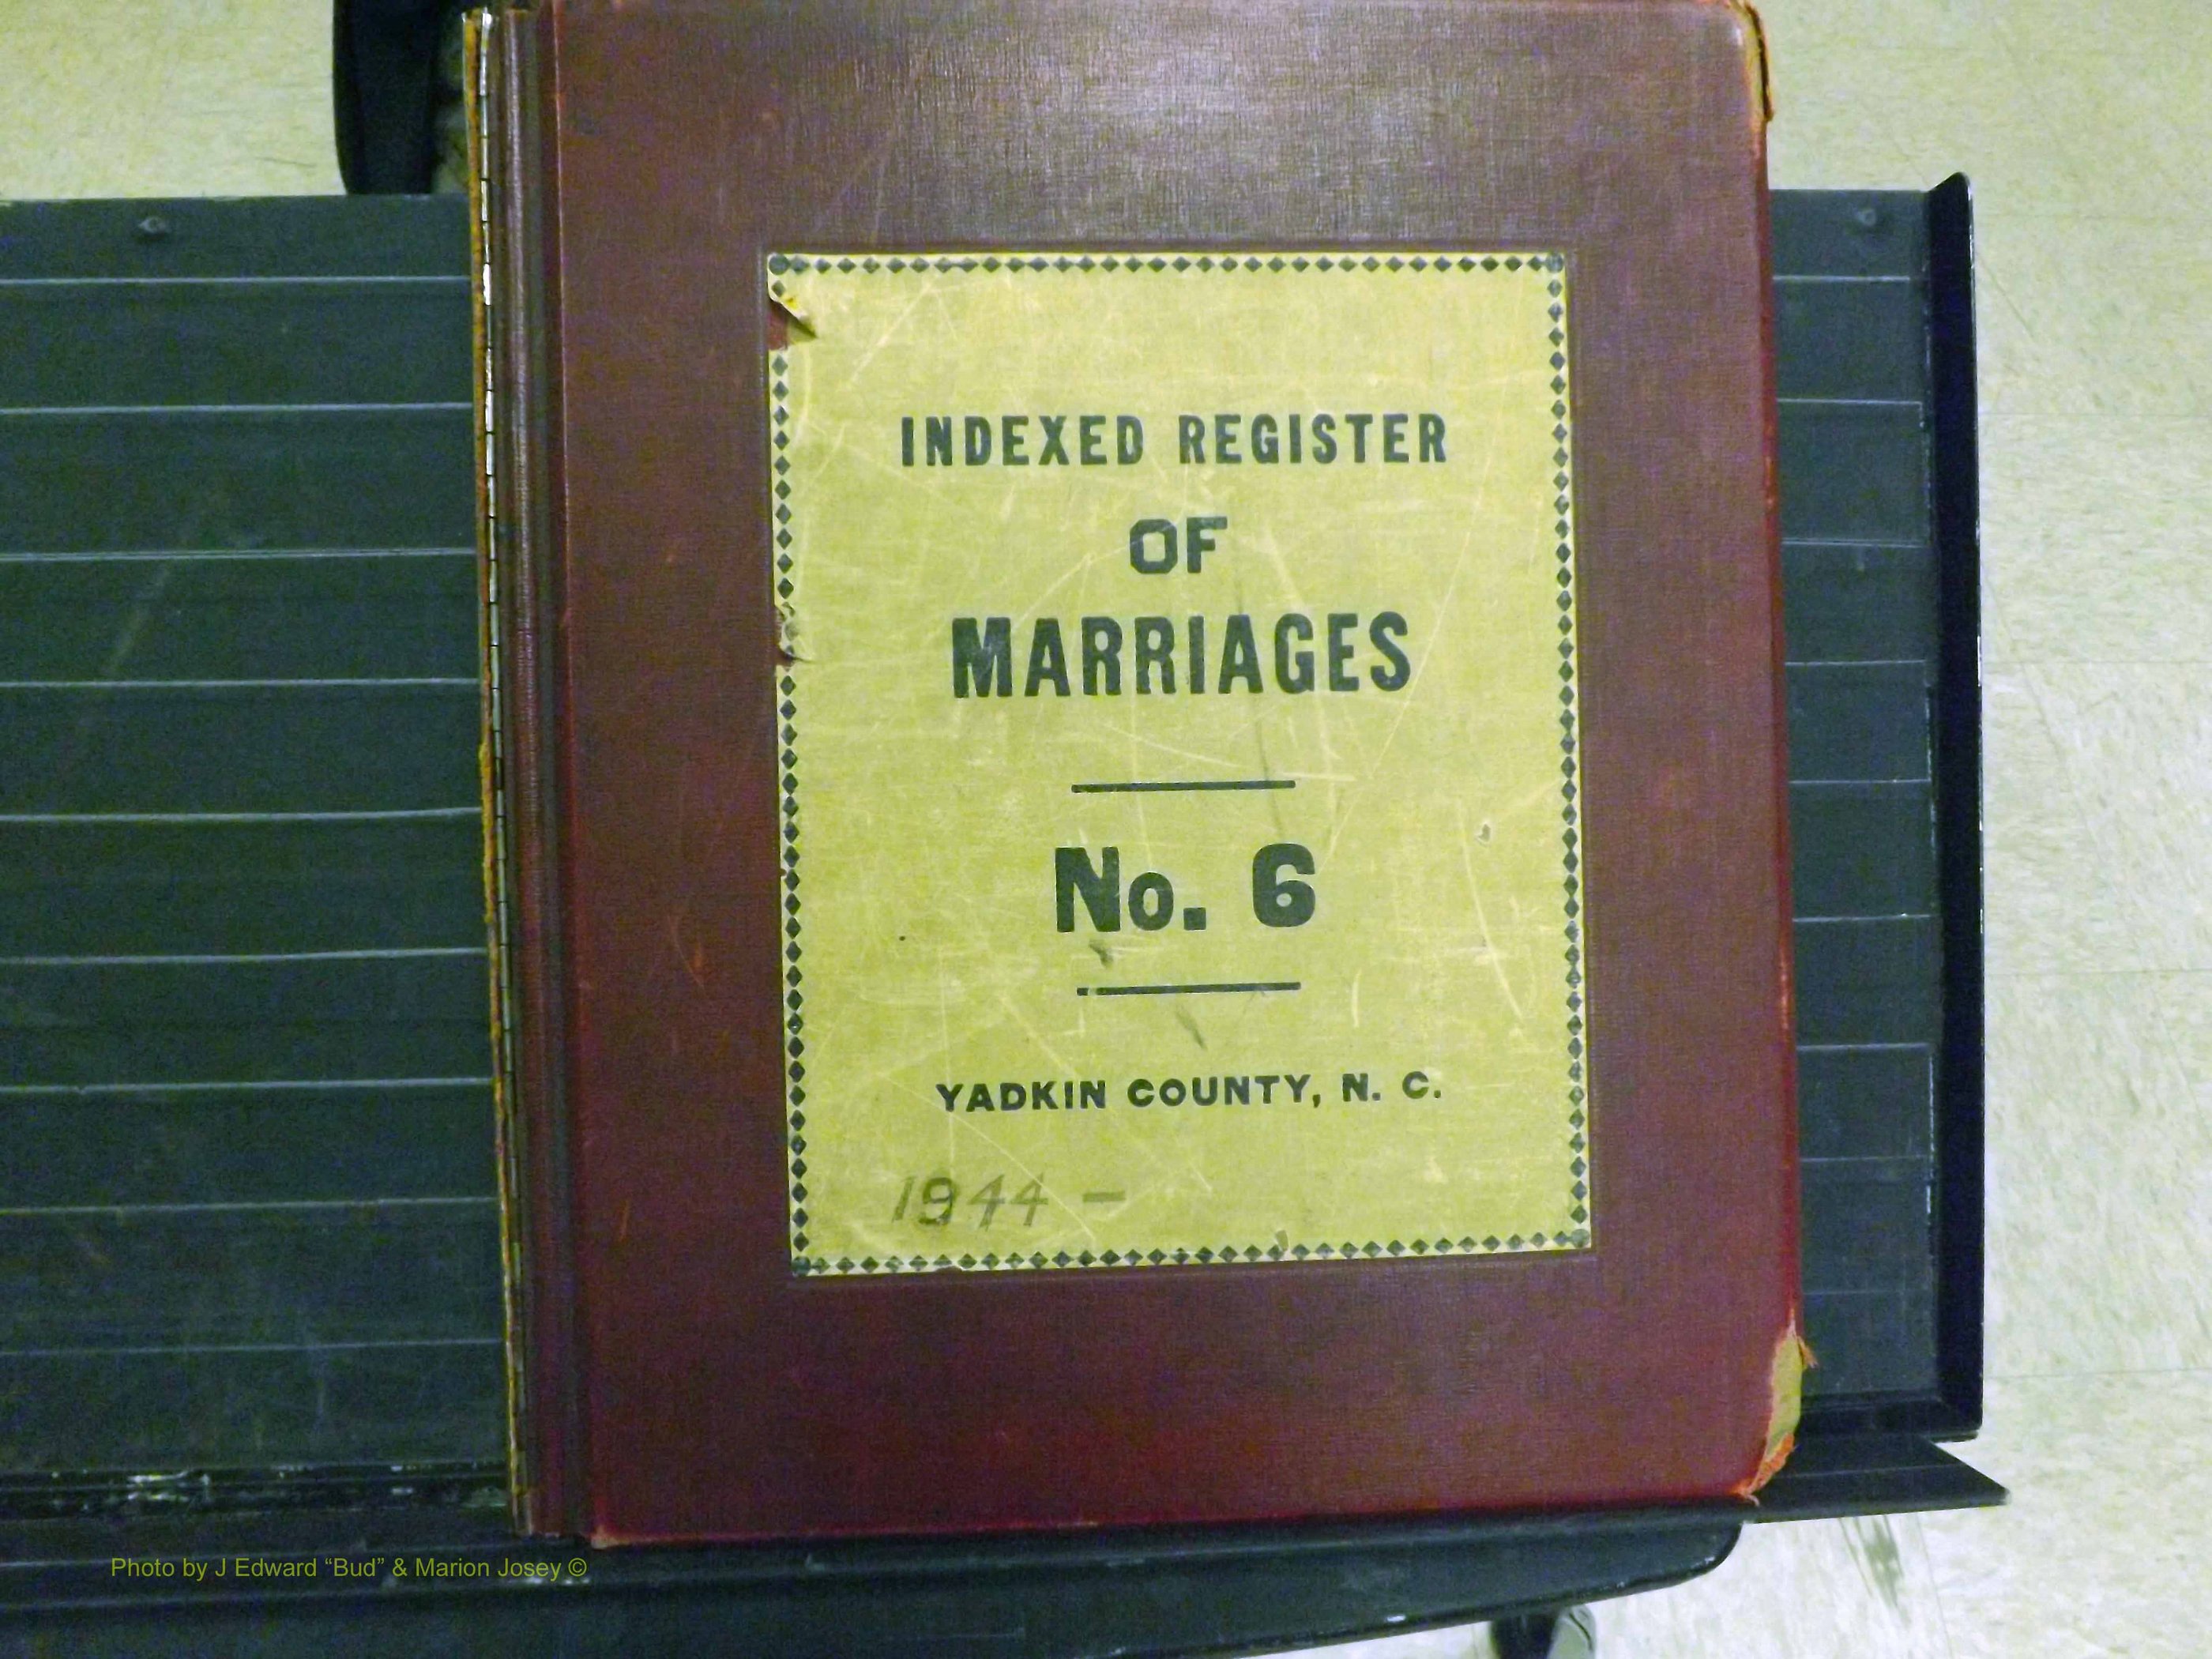 INDEXED REGISTER
OF
MARRIAGES
No. 6
YADKIN COUNTY, N. C.
1944 –
Photo by J Edward “Bud” & Marion Josey ©